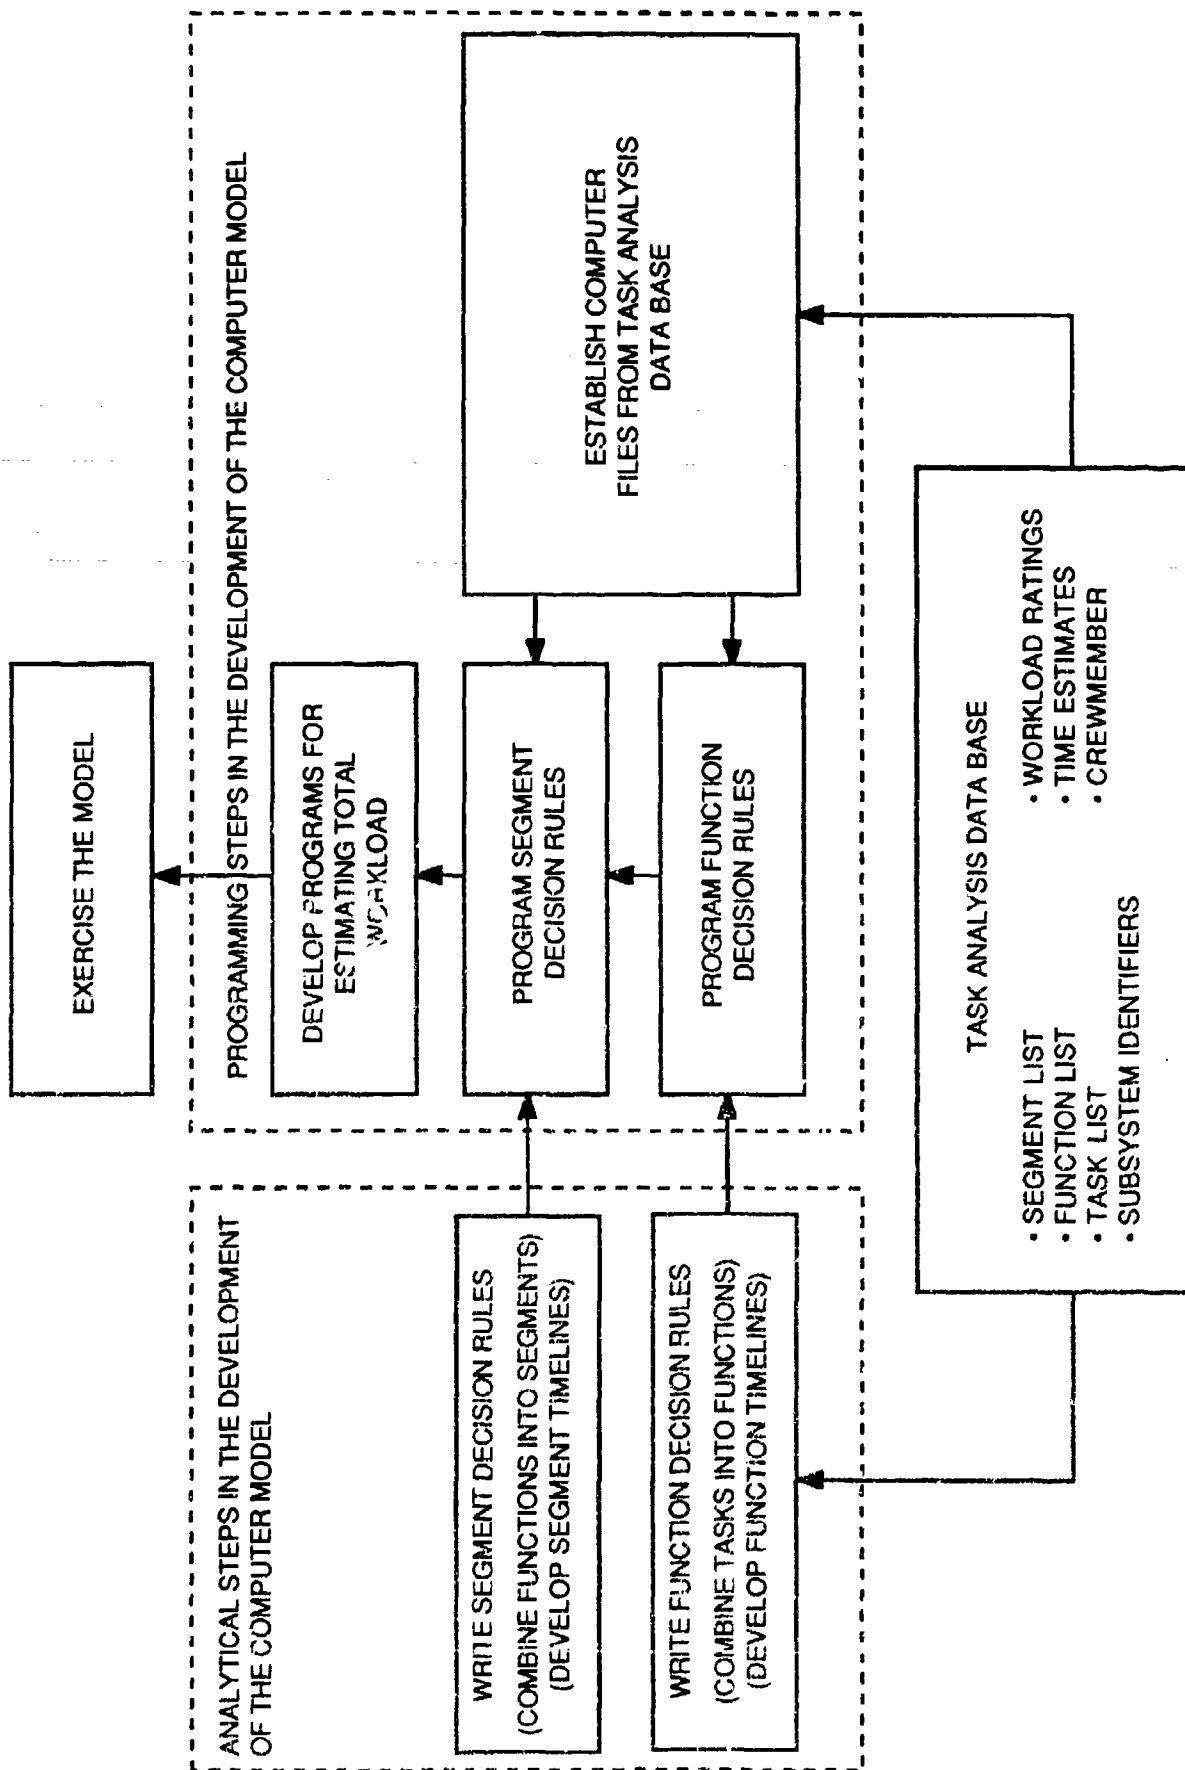 EXERCISE THE MODEL
ANALYTICAL STEPS IN THE DEVELOPMENT
OF THE COMPUTER MODEL
PROGRAMMING STEPS IN THE DEVELOPMENT OF THE COMPUTER MODEL
DEVELOP PROGRAMS FOR
ESTIMATING TOTAL
WORKLOAD
WRITE SEGMENT DECISION RULES
(COMBINE FUNCTIONS INTO SEGMENTS)
(DEVELOP SEGMENT TIMELINES)
PROGRAM SEGMENT
DECISION RULES
ESTABLISH COMPUTER
FILES FROM TASK ANALYSIS
DATA BASE
WRITE FUNCTION DECISION RULES
(COMBINE TASKS INTO FUNCTIONS)
(DEVELOP FUNCTION TIMELINES)
PROGRAM FUNCTION
DECISION RULES
TASK ANALYSIS DATA BASE
• SEGMENT LIST
• FUNCTION LIST
• TASK LIST
• SUBSYSTEM IDENTIFIERS
• WORKLOAD RATINGS
• TIME ESTIMATES
• CREWMEMBER